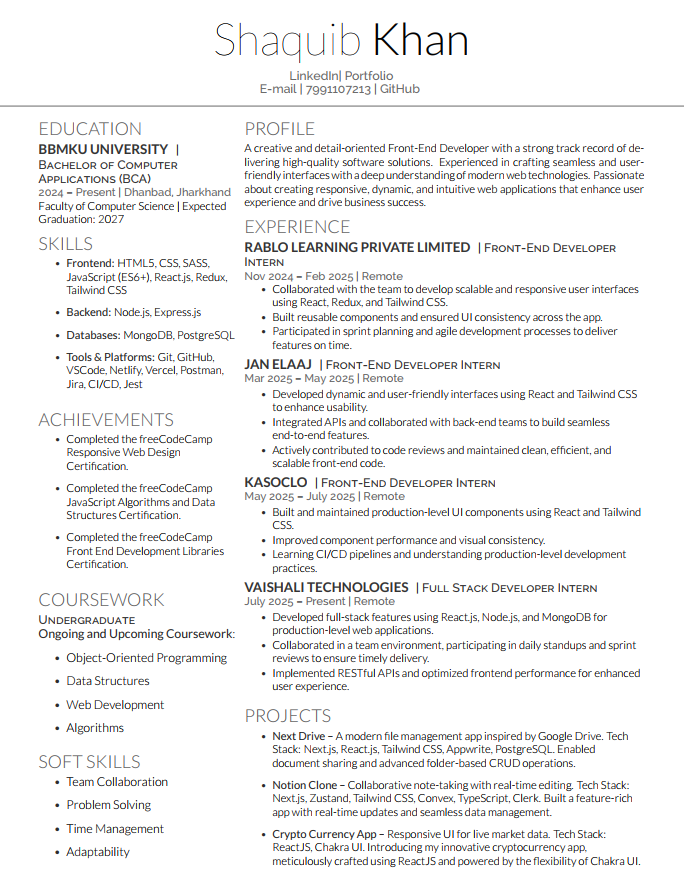 Shaquib Khan
LinkedIn| Portfolio
E-mail | 7991107213 | GitHub
EDUCATION
BBMKU UNIVERSITY |
Bachelor of Computer
Applications (BCA)
2024 – Present | Dhanbad, Jharkhand
Faculty of Computer Science | Expected
Graduation: 2027
SKILLS
• Frontend: HTML5, CSS, SASS,
JavaScript (ES6+), React.js, Redux,
Tailwind CSS
• Backend: Node.js, Express.js
• Databases: MongoDB, PostgreSQL
• Tools & Platforms: Git, GitHub,
VSCode, Netlify, Vercel, Postman,
Jira, CI/CD, Jest
ACHIEVEMENTS
• Completed the freeCodeCamp
Responsive Web Design
Certification.
• Completed the freeCodeCamp
JavaScript Algorithms and Data
Structures Certification.
• Completed the freeCodeCamp
Front End Development Libraries
Certification.
COURSEWORK
Undergraduate
Ongoing and Upcoming Coursework:
• Object-Oriented Programming
• Data Structures
• Web Development
• Algorithms
SOFT SKILLS
• Team Collaboration
• Problem Solving
• Time Management
• Adaptability
PROFILE
A creative and detail-oriented Front-End Developer with a strong track record of de-
livering high-quality software solutions. Experienced in crafting seamless and user-
friendly interfaces with a deep understanding of modern web technologies. Passionate
about creating responsive, dynamic, and intuitive web applications that enhance user
experience and drive business success.
EXPERIENCE
RABLO LEARNING PRIVATE LIMITED | Front-End Developer
Intern
Nov 2024 – Feb 2025 | Remote
• Collaborated with the team to develop scalable and responsive user interfaces
using React, Redux, and Tailwind CSS.
• Built reusable components and ensured UI consistency across the app.
• Participated in sprint planning and agile development processes to deliver
features on time.
JAN ELAAJ | Front-End Developer Intern
Mar 2025 – May 2025 | Remote
• Developed dynamic and user-friendly interfaces using React and Tailwind CSS
to enhance usability.
• Integrated APIs and collaborated with back-end teams to build seamless
end-to-end features.
• Actively contributed to code reviews and maintained clean, efficient, and
scalable front-end code.
KASOCLO | Front-End Developer Intern
May 2025 – July 2025 | Remote
• Built and maintained production-level UI components using React and Tailwind
CSS.
• Improved component performance and visual consistency.
• Learning CI/CD pipelines and understanding production-level development
practices.
VAISHALI TECHNOLOGIES | Full Stack Developer Intern
July 2025 – Present | Remote
• Developed full-stack features using React.js, Node.js, and MongoDB for
production-level web applications.
• Collaborated in a team environment, participating in daily standups and sprint
reviews to ensure timely delivery.
• Implemented RESTful APIs and optimized frontend performance for enhanced
user experience.
PROJECTS
• Next Drive – A modern file management app inspired by Google Drive. Tech
Stack: Next.js, React.js, Tailwind CSS, Appwrite, PostgreSQL. Enabled
document sharing and advanced folder-based CRUD operations.
• Notion Clone – Collaborative note-taking with real-time editing. Tech Stack:
Next.js, Zustand, Tailwind CSS, Convex, TypeScript, Clerk. Built a feature-rich
app with real-time updates and seamless data management.
• Crypto Currency App – Responsive UI for live market data. Tech Stack:
ReactJS, Chakra UI. Introducing my innovative cryptocurrency app,
meticulously crafted using ReactJS and powered by the flexibility of Chakra UI.